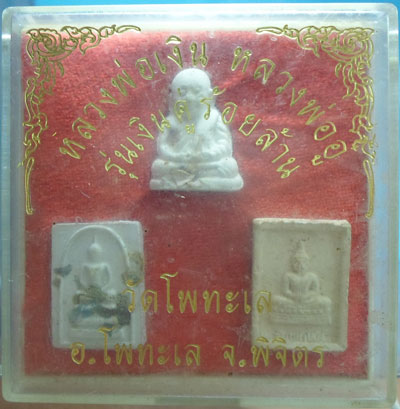 หลวงพ่อเงิน หลวงพ่ออู๋
รุ่นเงินร้อยล้าน
วัดโพทะเล
อ.โพทะเล จ.พิจิตร